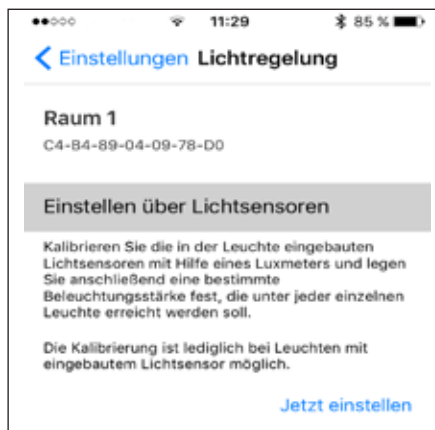 11:29 85 %
Einstellungen Lichtregelung
Raum 1
C4-84-89-04-09-78-D0
Einstellen über Lichtsensoren
Kalibrieren Sie die in der Leuchte eingebauten
Lichtsensoren mit Hilfe eines Luxmeters und legen
Sie anschließend eine bestimmte
Beleuchtungsstärke fest, die unter jeder einzelnen
Leuchte erreicht werden soll.
Die Kalibrierung ist lediglich bei Leuchten mit
eingebautem Lichtsensor möglich.
Jetzt einstellen